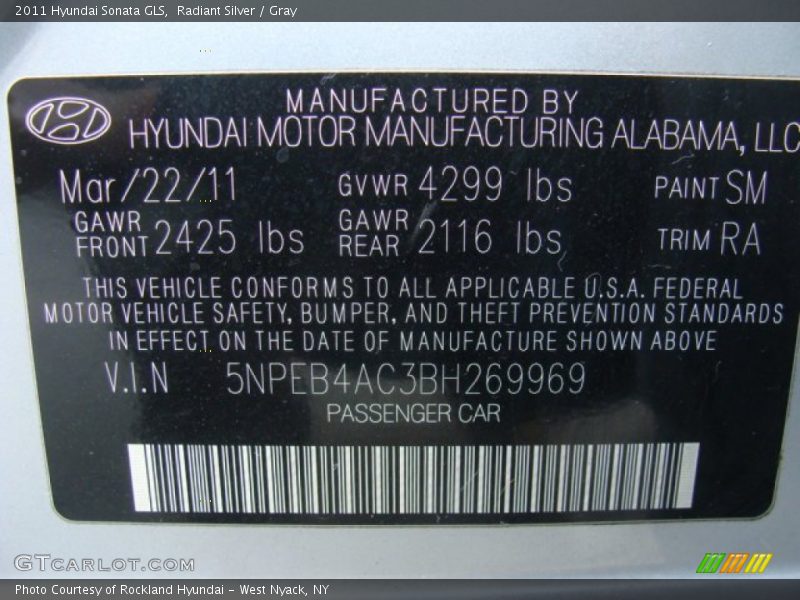 2011 Hyundai Sonata GLS, Radiant Silver / Gray
MANUFACTURED BY
HYUNDAI MOTOR MANUFACTURING ALABAMA, LLC
Mar/22/11 GVWR 4299 lbs PAINT SM
GAWR FRONT 2425 lbs GAWR REAR 2116 lbs TRIM RA
THIS VEHICLE CONFORMS TO ALL APPLICABLE U.S.A. FEDERAL
MOTOR VEHICLE SAFETY, BUMPER, AND THEFT PREVENTION STANDARDS
IN EFFECT ON THE DATE OF MANUFACTURE SHOWN ABOVE
V.I.N 5NPEB4AC3BH269969
PASSENGER CAR
GTCARLOT.COM
Photo Courtesy of Rockland Hyundai - West Nyack, NY